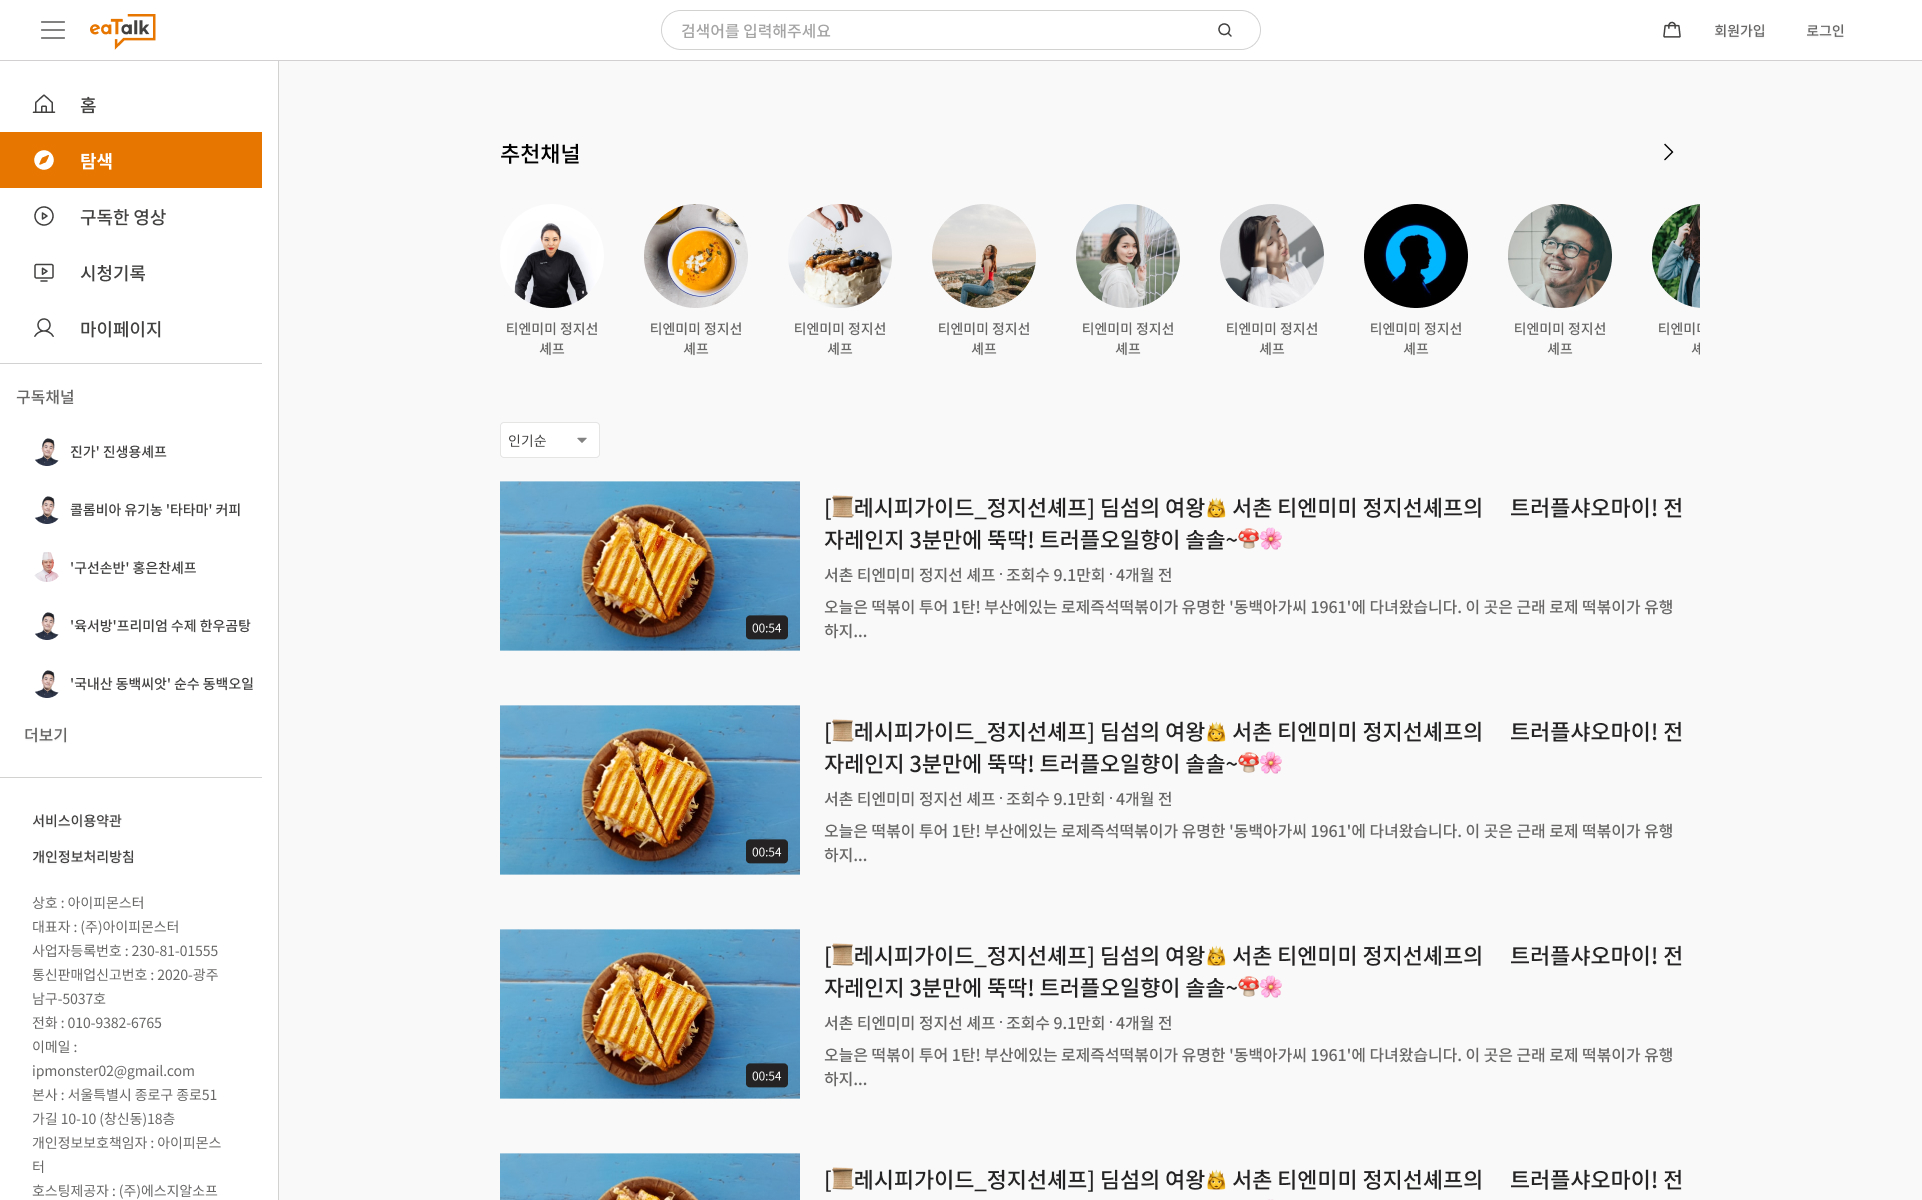 eaTalk
검색어를 입력해주세요
회원가입
로그인
홈
탐색
구독한 영상
시청기록
마이페이지
구독채널
진가' 진생용셰프
콜롬비아 유기농 '타타마' 커피
'구선손반' 홍은찬셰프
'육서방'프리미엄 수제 한우곰탕
'국내산 동백씨앗' 순수 동백오일
더보기
서비스이용약관
개인정보처리방침
상호 : 아이피몬스터
대표자 : (주)아이피몬스터
사업자등록번호 : 230-81-01555
통신판매업신고번호 : 2020-광주
남구-5037호
전화 : 010-9382-6765
이메일 :
ipmonster02@gmail.com
본사 : 서울특별시 종로구 종로51
가길 10-10 (창신동)18층
개인정보보호책임자 : 아이피몬스
터
호스팅제공자 : (주)에스지알소프
추천채널
티엔미미 정지선
셰프
티엔미미 정지선
셰프
티엔미미 정지선
셰프
티엔미미 정지선
셰프
티엔미미 정지선
셰프
티엔미미 정지선
셰프
티엔미미 정지선
셰프
티엔미미 정지선
셰프
티엔미
인기순
00:54
[📜레시피가이드_정지선셰프] 딤섬의 여왕👸 서촌 티엔미미 정지선셰프의 트러플샤오마이! 전
자레인지 3분만에 뚝딱! 트러플오일향이 솔솔~🍄🌸
서촌 티엔미미 정지선 셰프 · 조회수 9.1만회 · 4개월 전
오늘은 떡볶이 투어 1탄! 부산에있는 로제즉석떡볶이가 유명한 '동백아가씨 1961'에 다녀왔습니다. 이 곳은 근래 로제 떡볶이가 유행
하지...
00:54
[📜레시피가이드_정지선셰프] 딤섬의 여왕👸 서촌 티엔미미 정지선셰프의 트러플샤오마이! 전
자레인지 3분만에 뚝딱! 트러플오일향이 솔솔~🍄🌸
서촌 티엔미미 정지선 셰프 · 조회수 9.1만회 · 4개월 전
오늘은 떡볶이 투어 1탄! 부산에있는 로제즉석떡볶이가 유명한 '동백아가씨 1961'에 다녀왔습니다. 이 곳은 근래 로제 떡볶이가 유행
하지...
00:54
[📜레시피가이드_정지선셰프] 딤섬의 여왕👸 서촌 티엔미미 정지선셰프의 트러플샤오마이! 전
자레인지 3분만에 뚝딱! 트러플오일향이 솔솔~🍄🌸
서촌 티엔미미 정지선 셰프 · 조회수 9.1만회 · 4개월 전
오늘은 떡볶이 투어 1탄! 부산에있는 로제즉석떡볶이가 유명한 '동백아가씨 1961'에 다녀왔습니다. 이 곳은 근래 로제 떡볶이가 유행
하지...
[📜레시피가이드_정지선셰프] 딤섬의 여왕👸 서촌 티엔미미 정지선셰프의 트러플샤오마이! 전